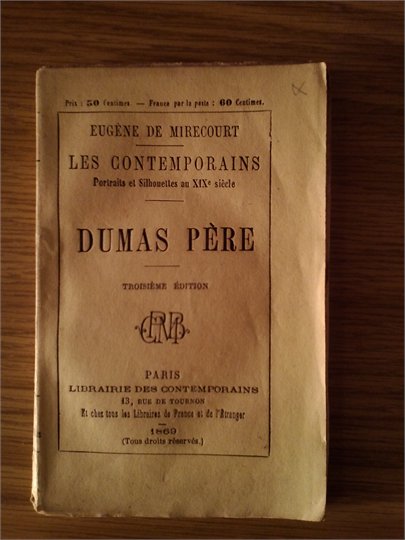 Prix : 50 Centimes. — Franco par la poste : 60 Centimes.
EUGÈNE DE MIRECOURT
LES CONTEMPORAINS
Portraits et Silhouettes au XIXe siècle
DUMAS PÈRE
TROISIÈME ÉDITION
PARIS
LIBRAIRIE DES CONTEMPORAINS
13, RUE DE TOURNON
Et chez tous les Libraires de France et de l'Étranger
1869
(Tous droits réservés.)